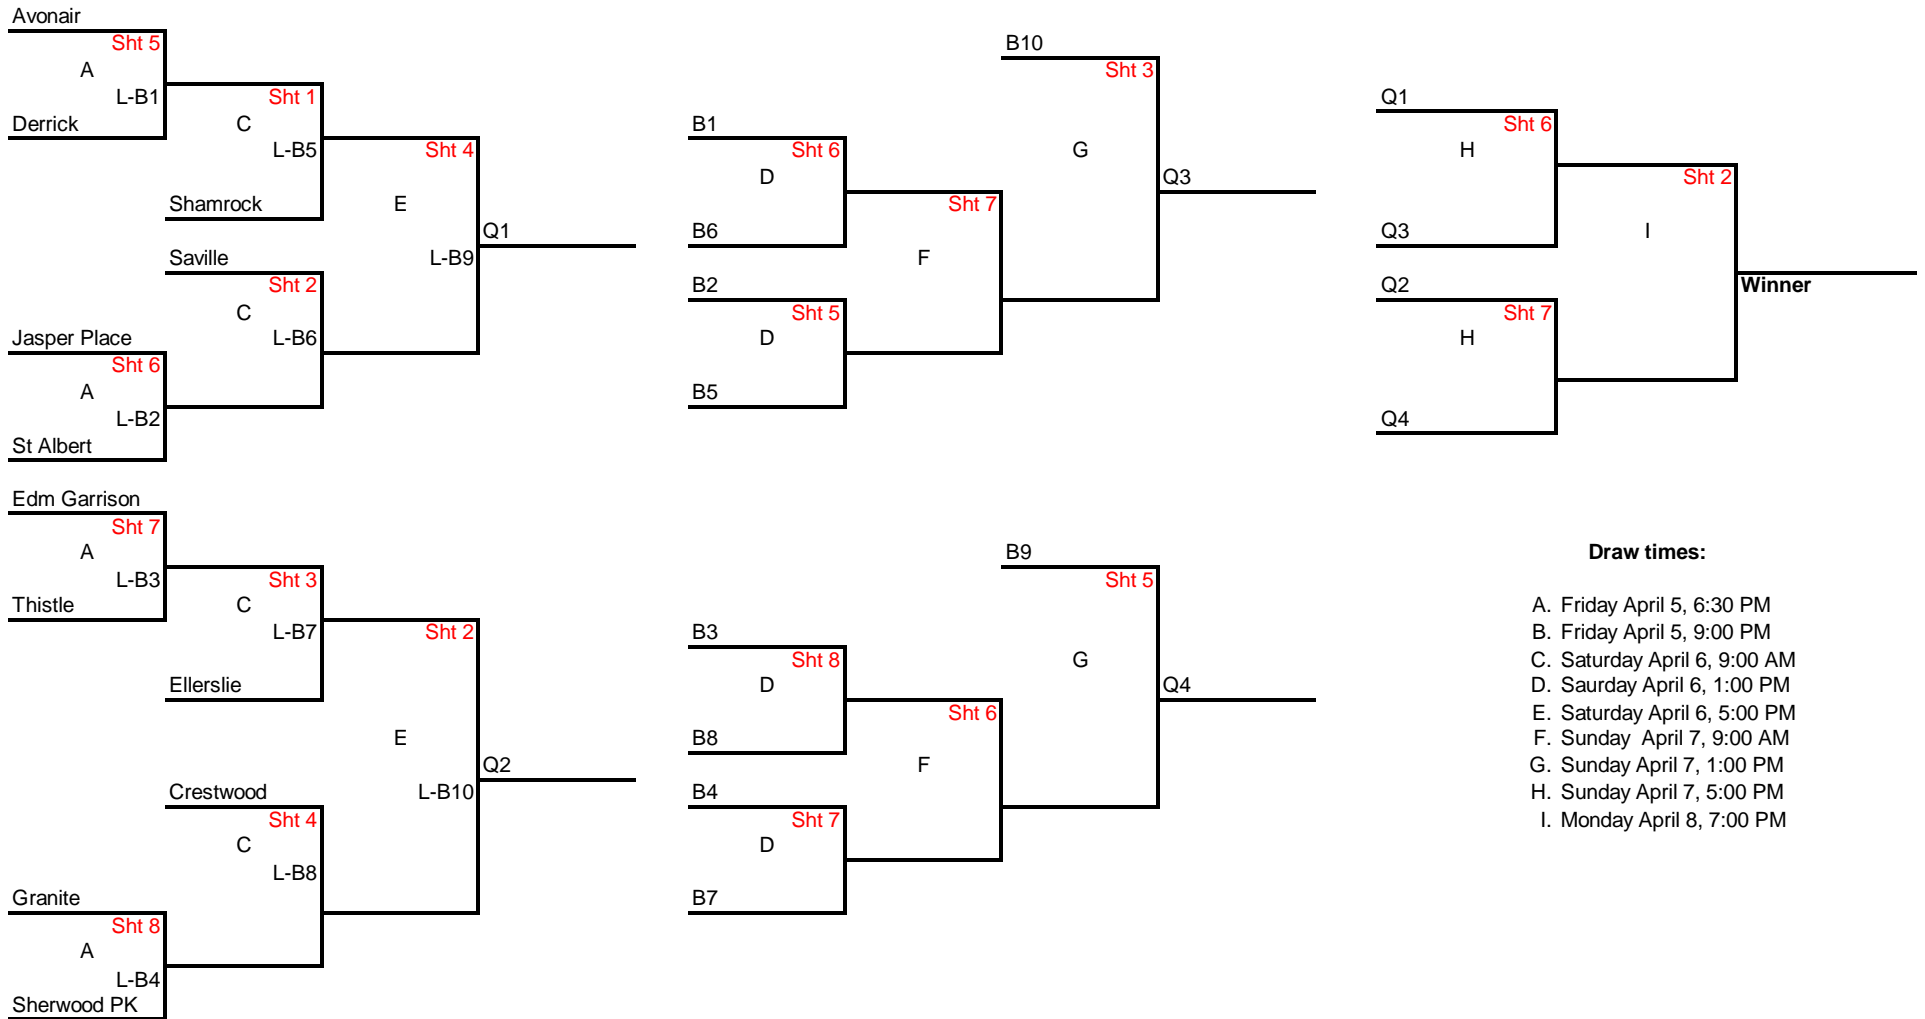 Avonair
Sht 5
A
L-B1
Derrick
Sht 1
C
L-B5
Shamrock
Sht 4
E
Q1
L-B9
Saville
Sht 2
C
L-B6
Jasper Place
Sht 6
A
L-B2
St Albert
Edm Garrison
Sht 7
A
L-B3
Thistle
Sht 3
C
L-B7
Ellerslie
Sht 2
E
Q2
L-B10
Crestwood
Sht 4
C
L-B8
Granite
Sht 8
A
L-B4
Sherwood PK
B10
Sht 3
B1
Sht 6
D
B6
G
Q3
Sht 7
F
B2
Sht 5
D
B5
B9
Sht 5
B3
Sht 8
D
B8
G
Q4
Sht 6
F
B4
Sht 7
D
B7
Q1
Sht 6
H
Q3
Sht 2
I
Winner
Q2
Sht 7
H
Q4
Draw times:
A. Friday April 5, 6:30 PM
B. Friday April 5, 9:00 PM
C. Saturday April 6, 9:00 AM
D. Saurday April 6, 1:00 PM
E. Saturday April 6, 5:00 PM
F. Sunday  April 7, 9:00 AM
G. Sunday April 7, 1:00 PM
H. Sunday April 7, 5:00 PM
I. Monday April 8, 7:00 PM